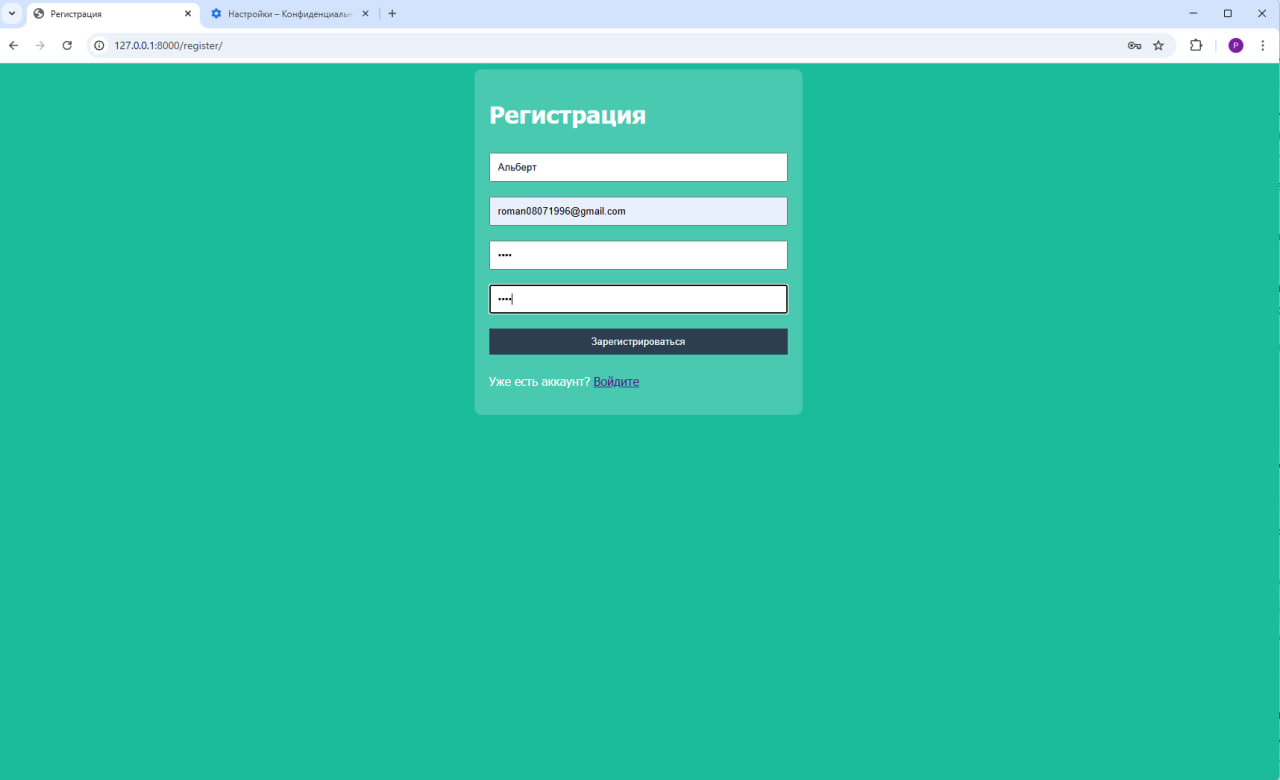 Регистрация
Настройки – Конфиденциальн
127.0.0.1:8000/register/
P
Регистрация
Альберт
roman08071996@gmail.com
••••
••••
Зарегистрироваться
Уже есть аккаунт? Войдите